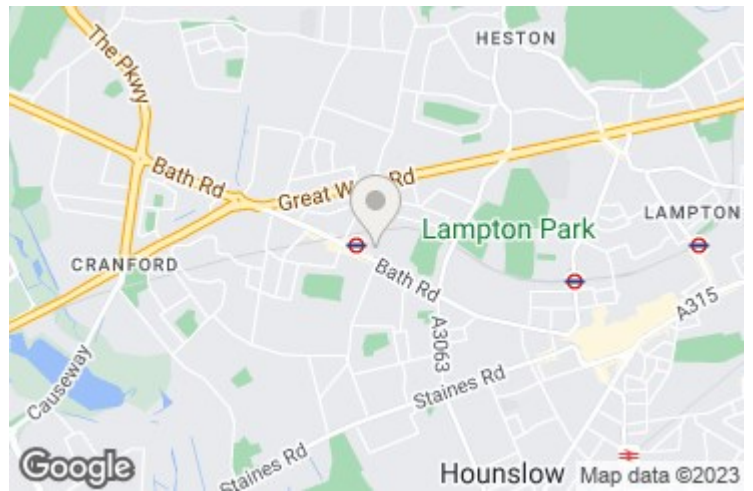 HESTON
The Pkwy
Bath Rd
Great W Rd
LAMPTON
Lampton Park
CRANFORD
Bath Rd
A315
A3063
Causeway
Staines Rd
Staines Rd
Google
Hounslow
Map data ©2023